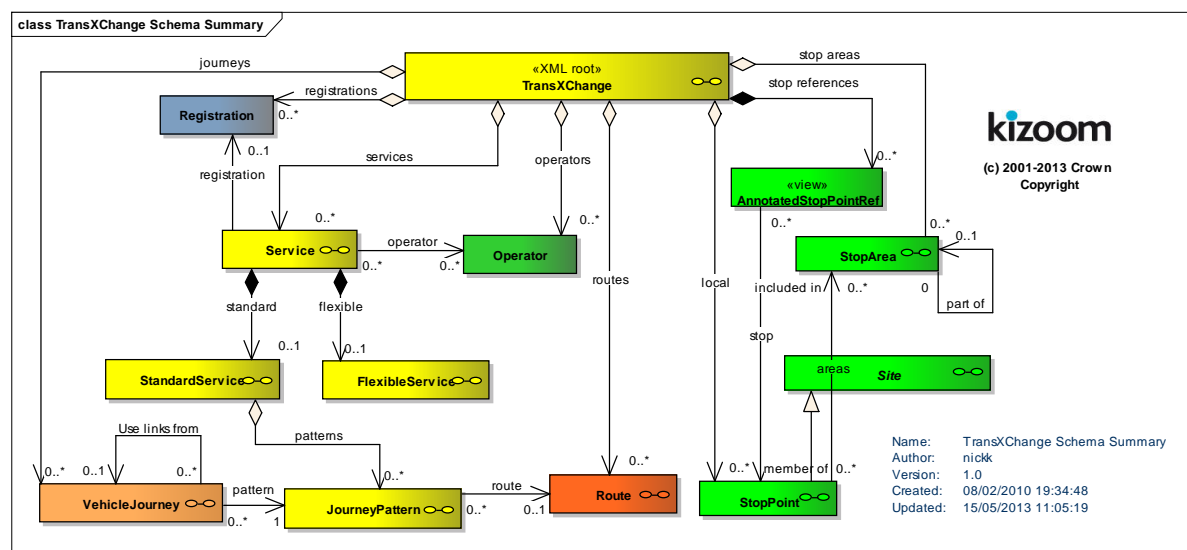 class TransXChange Schema Summary
«XML root»
TransXChange
journeys
stop areas
registrations
stop references
0..*
Registration
kizoom
0..1
services
operators
(c) 2001-2013 Crown
Copyright
registration
0..*
«view»
AnnotatedStopPointRef
0..*
0..*
0..*
0..*
0..1
Service
operator
Operator
StopArea
0..*
0..*
routes
local
included in
0..*
0
standard
flexible
part of
stop
0..1
0..1
StandardService
FlexibleService
areas
Site
Use links from
patterns
Name: TransXChange Schema Summary
Author: nickk
Version: 1.0
Created: 08/02/2010 19:34:48
Updated: 15/05/2013 11:05:19
0..*
0..1
0..*
0..*
0..*
0..*
member of
0..*
VehicleJourney
pattern
JourneyPattern
route
Route
StopPoint
0..*
1
0..*
0..1